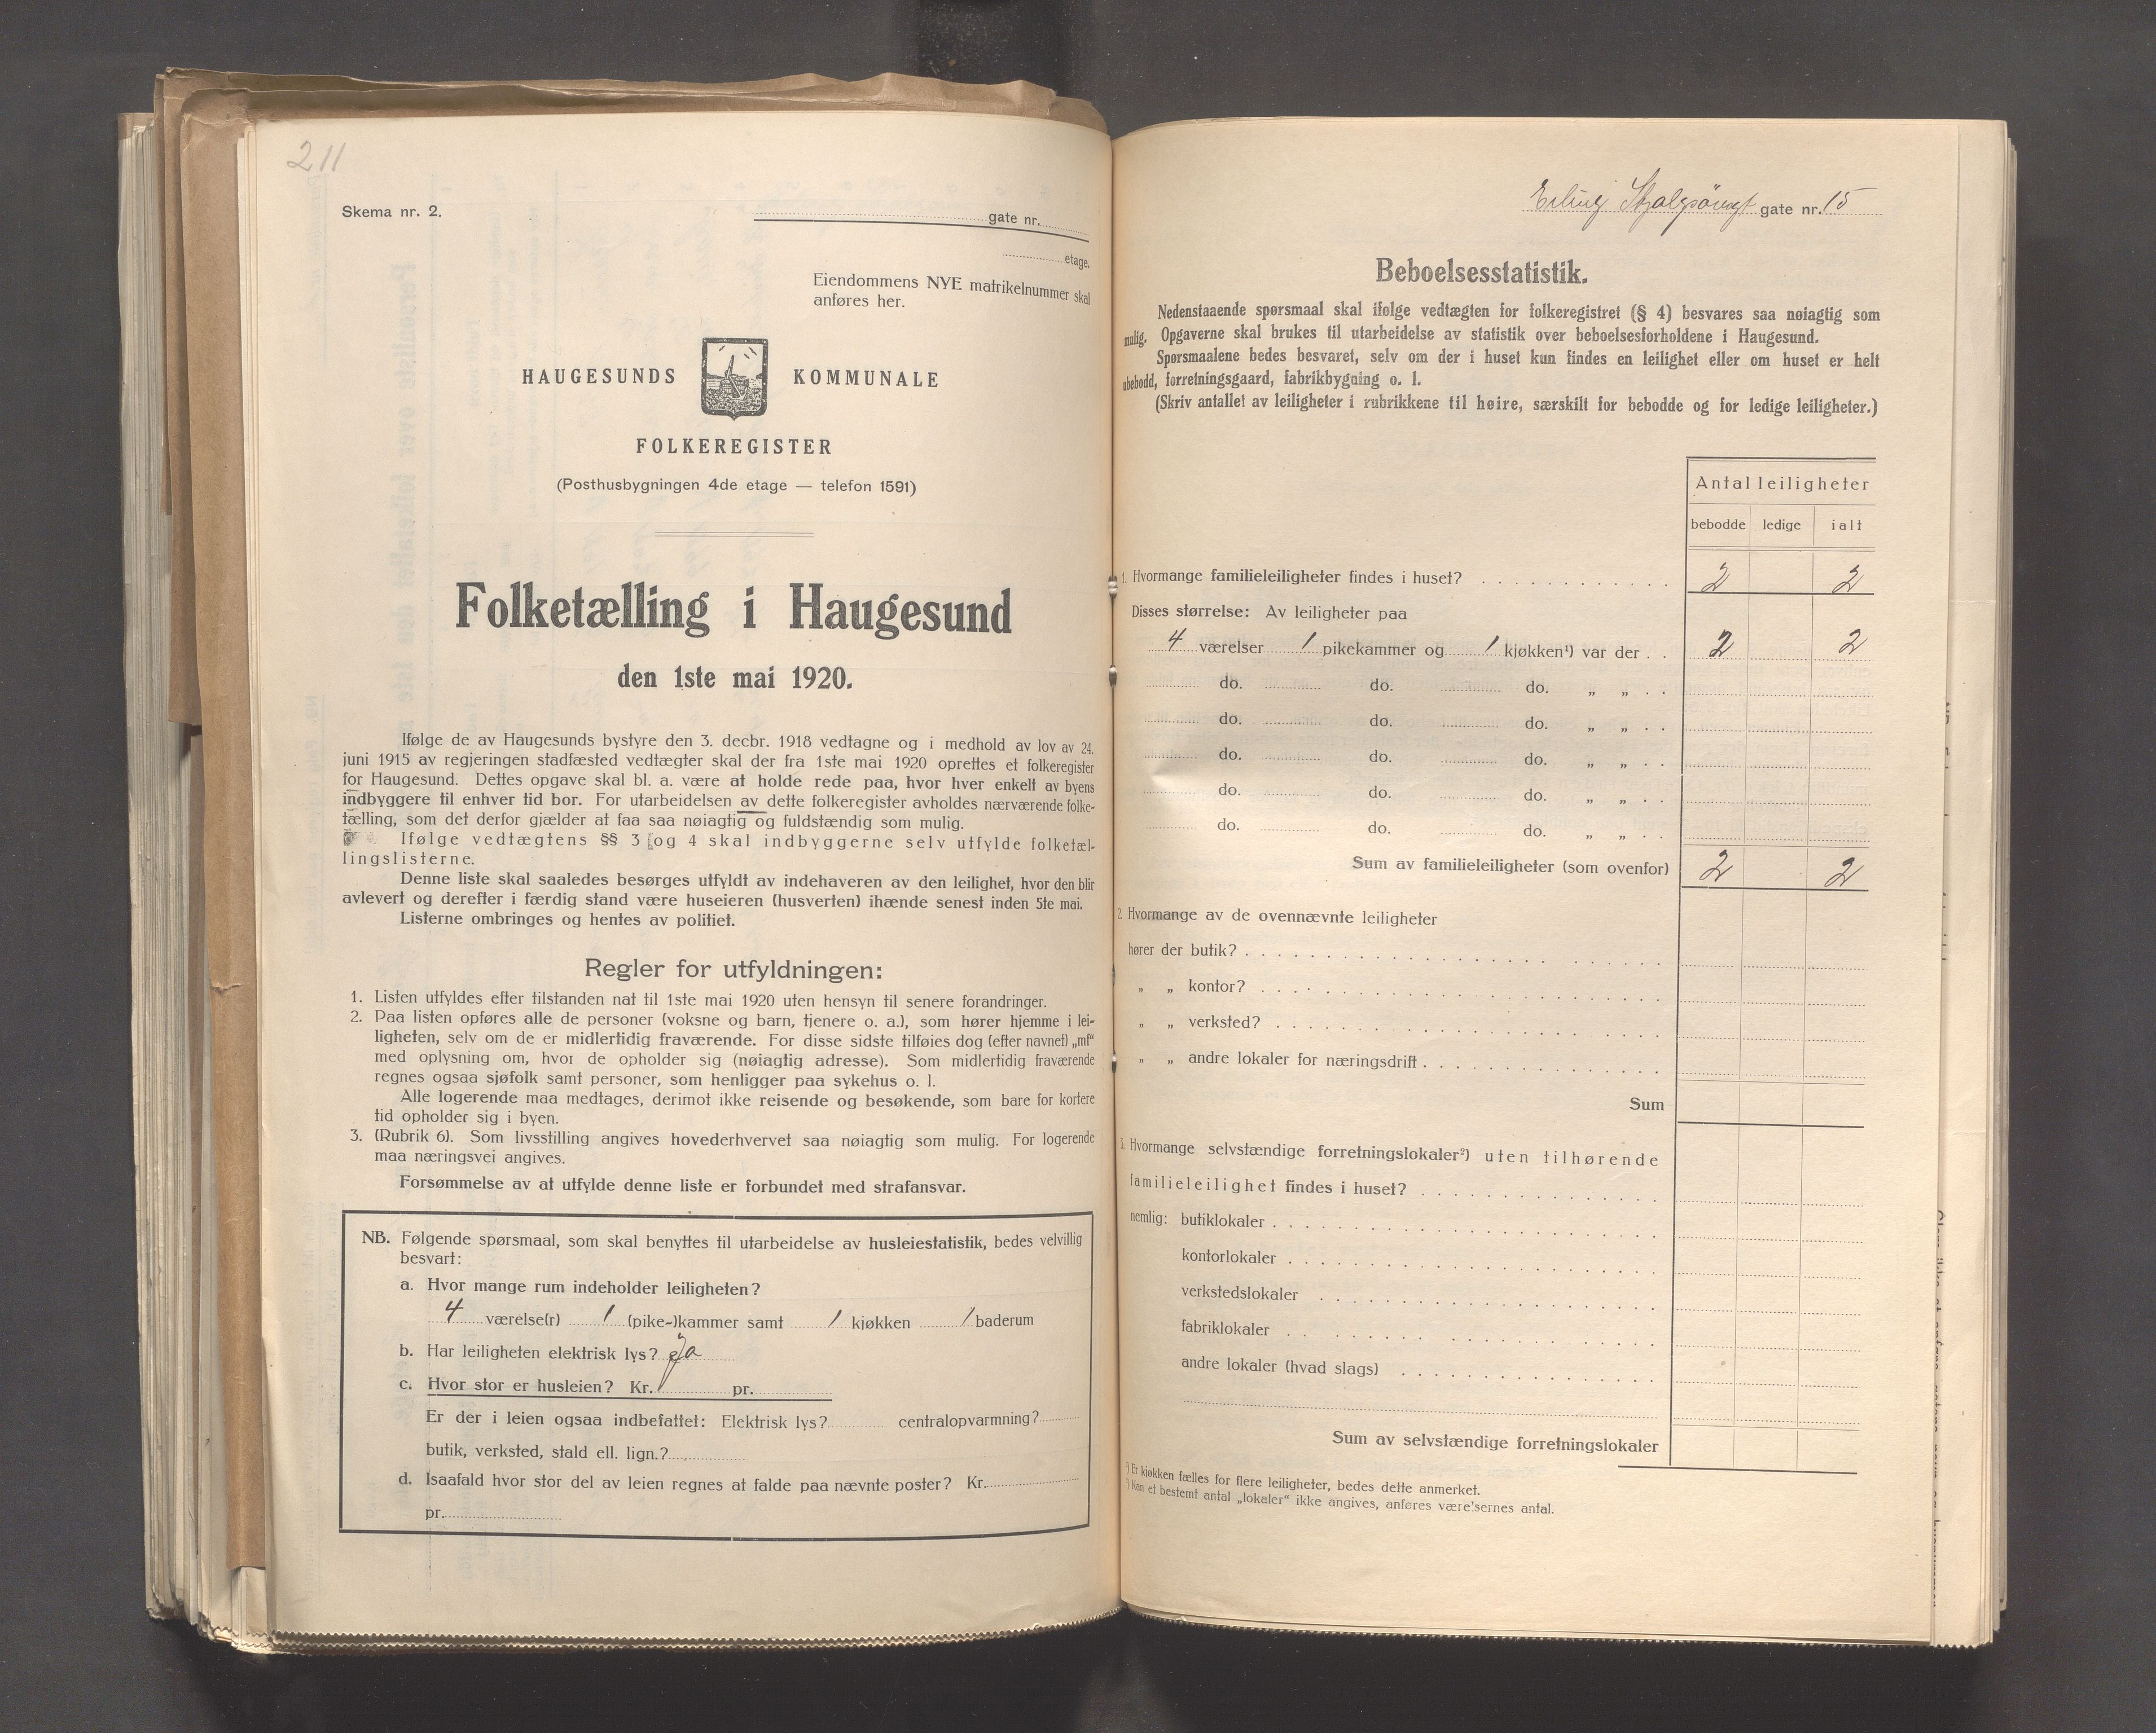 211
Skema nr. 2.
gate nr.
etage.
Eiendommens NYE matrikelnummer skal
anføres her.
HAUGESUNDS KOMMUNALE
FOLKEREGISTER
(Posthusbygningen 4de etage — telefon 1591)
Folketælling i Haugesund
den 1ste mai 1920.
Ifølge de av Haugesunds bystyre den 3. decbr. 1918 vedtagne og i medhold av lov av 24.
juni 1915 av regjeringen stadfæsted vedtægter skal der fra 1ste mai 1920 oprettes et folkeregister
for Haugesund. Dettes opgave skal bl. a. være at holde rede paa, hvor hver enkelt av byens
indbyggere til enhver tid bor. For utarbeidelsen av dette folkeregister avholdes nærværende folke-
tælling, som det derfor gjælder at faa saa nøiagtig og fuldstændig som mulig.
Ifølge vedtægtens §§ 3 og 4 skal indbyggerne selv utfylde folketæl-
lingslisterne.
Denne liste skal saaledes besørges utfyldt av indehaveren av den leilighet, hvor den blir
avlevert og derefter i færdig stand være huseieren (husverten) ihænde senest inden 5te mai.
Listerne ombringes og hentes av politiet.
Regler for utfyldningen:
1. Listen utfyldes efter tilstanden nat til 1ste mai 1920 uten hensyn til senere forandringer.
2. Paa listen opføres alle de personer (voksne og barn, tjenere o. a.), som hører hjemme i lei-
ligheten, selv om de er midlertidig fraværende. For disse sidste tilføies dog (efter navnet) „mf“
med oplysning om, hvor de opholder sig (nøiagtig adresse). Som midlertidig fraværende
regnes ogsaa sjøfolk samt personer, som henligger paa sykehus o. l.
Alle logerende maa medtages, derimot ikke reisende og besøkende, som bare for kortere
tid opholder sig i byen.
3. (Rubrik 6). Som livsstilling angives hovederhvervet saa nøiagtig som mulig. For logerende
maa næringsvei angives.
Forsømmelse av at utfylde denne liste er forbundet med strafansvar.
NB. Følgende spørsmaal, som skal benyttes til utarbeidelse av husleiestatistik, bedes velvillig
besvart:
a. Hvor mange rum indeholder leiligheten?
4 værelse(r) 1 (pike-)kammer samt 1 kjøkken 1 baderum
b. Har leiligheten elektrisk lys? Ja
c. Hvor stor er husleien? Kr. pr.
Er der i leien ogsaa indbefattet: Elektrisk lys? centralopvarmning?
butik, verksted, stald ell. lign.?
d. Isaafald hvor stor del av leien regnes at falde paa nævnte poster? Kr.
pr.
Erling Skjalgsøns gate nr. 15
Beboelsesstatistik.
Nedenstaaende spørsmaal skal ifølge vedtægten for folkeregistret (§ 4) besvares saa nøiagtig som
mulig. Opgaverne skal brukes til utarbeidelse av statistik over beboelsesforholdene i Haugesund.
Spørsmaalene bedes besvaret, selv om der i huset kun findes en leilighet eller om huset er helt
ubebodd, forretningsgaard, fabrikbygning o. l.
(Skriv antallet av leiligheter i rubrikkene til høire, særskilt for bebodde og for ledige leiligheter.)
Antal leiligheter
bebodde ledige ialt
1. Hvormange familieleiligheter findes i huset? 2 2
Disses størrelse: Av leiligheter paa
4 værelser 1 pikekammer og 1 kjøkken¹) var der . . 2 2
do. do. do. „ „ . .
do. do. do. „ „ . .
do. do. do. „ „ . .
do. do. do. „ „ . .
do. do. do. „ „ . .
Sum av familieleiligheter (som ovenfor) 2 2
2. Hvormange av de ovennævnte leiligheter
hører der butik?
„ „ kontor?
„ „ verksted?
„ „ andre lokaler for næringsdrift
Sum
3. Hvormange selvstændige forretningslokaler²) uten tilhørende
familieleilighet findes i huset?
nemlig: butiklokaler
kontorlokaler
verkstedslokaler
fabriklokaler
andre lokaler (hvad slags)
Sum av selvstændige forretningslokaler
¹) Er kjøkken fælles for flere leiligheter, bedes dette anmerket.
²) Kan et bestemt antal „lokaler“ ikke angives, anføres værelsernes antal.